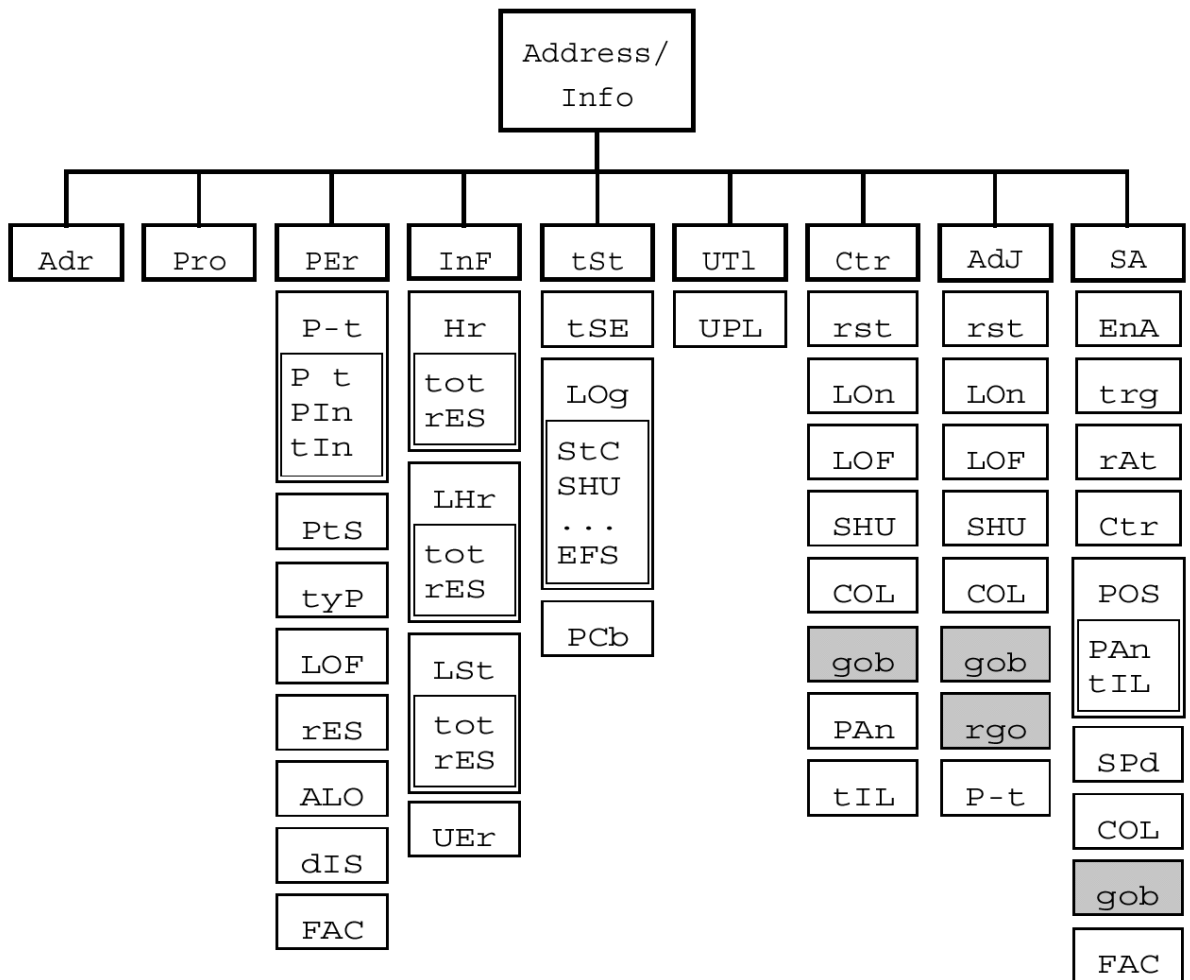 Address/
Info
Adr
Pro
PEr
P-t
P t
PIn
tIn
PtS
tyP
LOF
rES
ALO
dIS
FAC
InF
Hr
tot
rES
LHr
tot
rES
LSt
tot
rES
UEr
tSt
tSE
LOg
StC
SHU
...
EFS
PCb
UTl
UPL
Ctr
rst
LOn
LOF
SHU
COL
gob
PAn
tIL
AdJ
rst
LOn
LOF
SHU
COL
gob
rgo
P-t
SA
EnA
trg
rAt
Ctr
POS
PAn
tIL
SPd
COL
gob
FAC